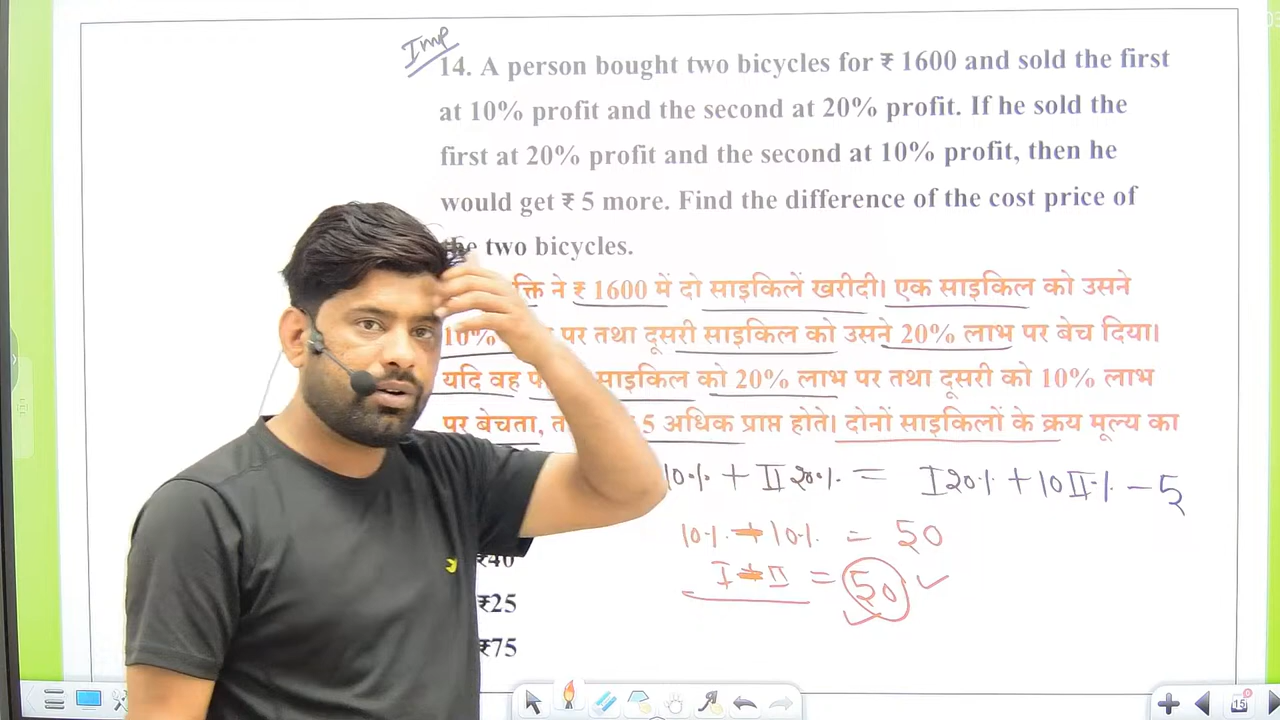 Imp
14. A person bought two bicycles for ₹ 1600 and sold the first
at 10% profit and the second at 20% profit. If he sold the
first at 20% profit and the second at 10% profit, then he
would get ₹ 5 more. Find the difference of the cost price of
the two bicycles.
ने ₹ 1600 में दो साइकिलें खरीदी। एक साइकिल को उसने
10% पर तथा दूसरी साइकिल को उसने 20% लाभ पर बेच दिया।
यदि वह साइकिल को 20% लाभ पर तथा दूसरी को 10% लाभ
पर बेचता, 5 अधिक प्राप्त होते। दोनों साइकिलों के क्रय मूल्य का
10% + II 20% = I 20% + 10 II % - 5
10% + 10% = 50
I + II = 50
₹40
₹25
₹75
15